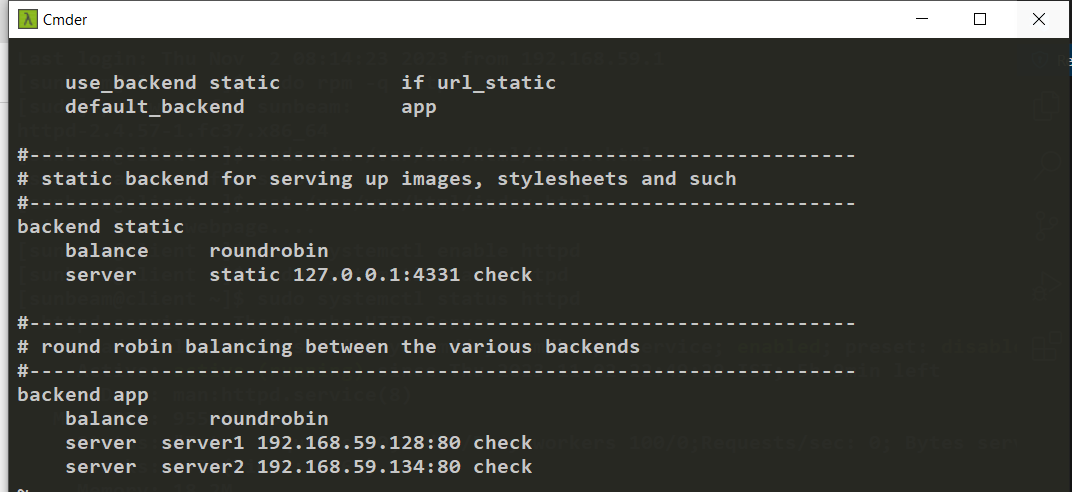 Cmder
use_backend static          if url_static
default_backend             app
#---------------------------------------------------------------------
# static backend for serving up images, stylesheets and such
#---------------------------------------------------------------------
backend static
    balance     roundrobin
    server      static 127.0.0.1:4331 check
#---------------------------------------------------------------------
# round robin balancing between the various backends
#---------------------------------------------------------------------
backend app
    balance     roundrobin
    server  server1 192.168.59.128:80 check
    server  server2 192.168.59.134:80 check